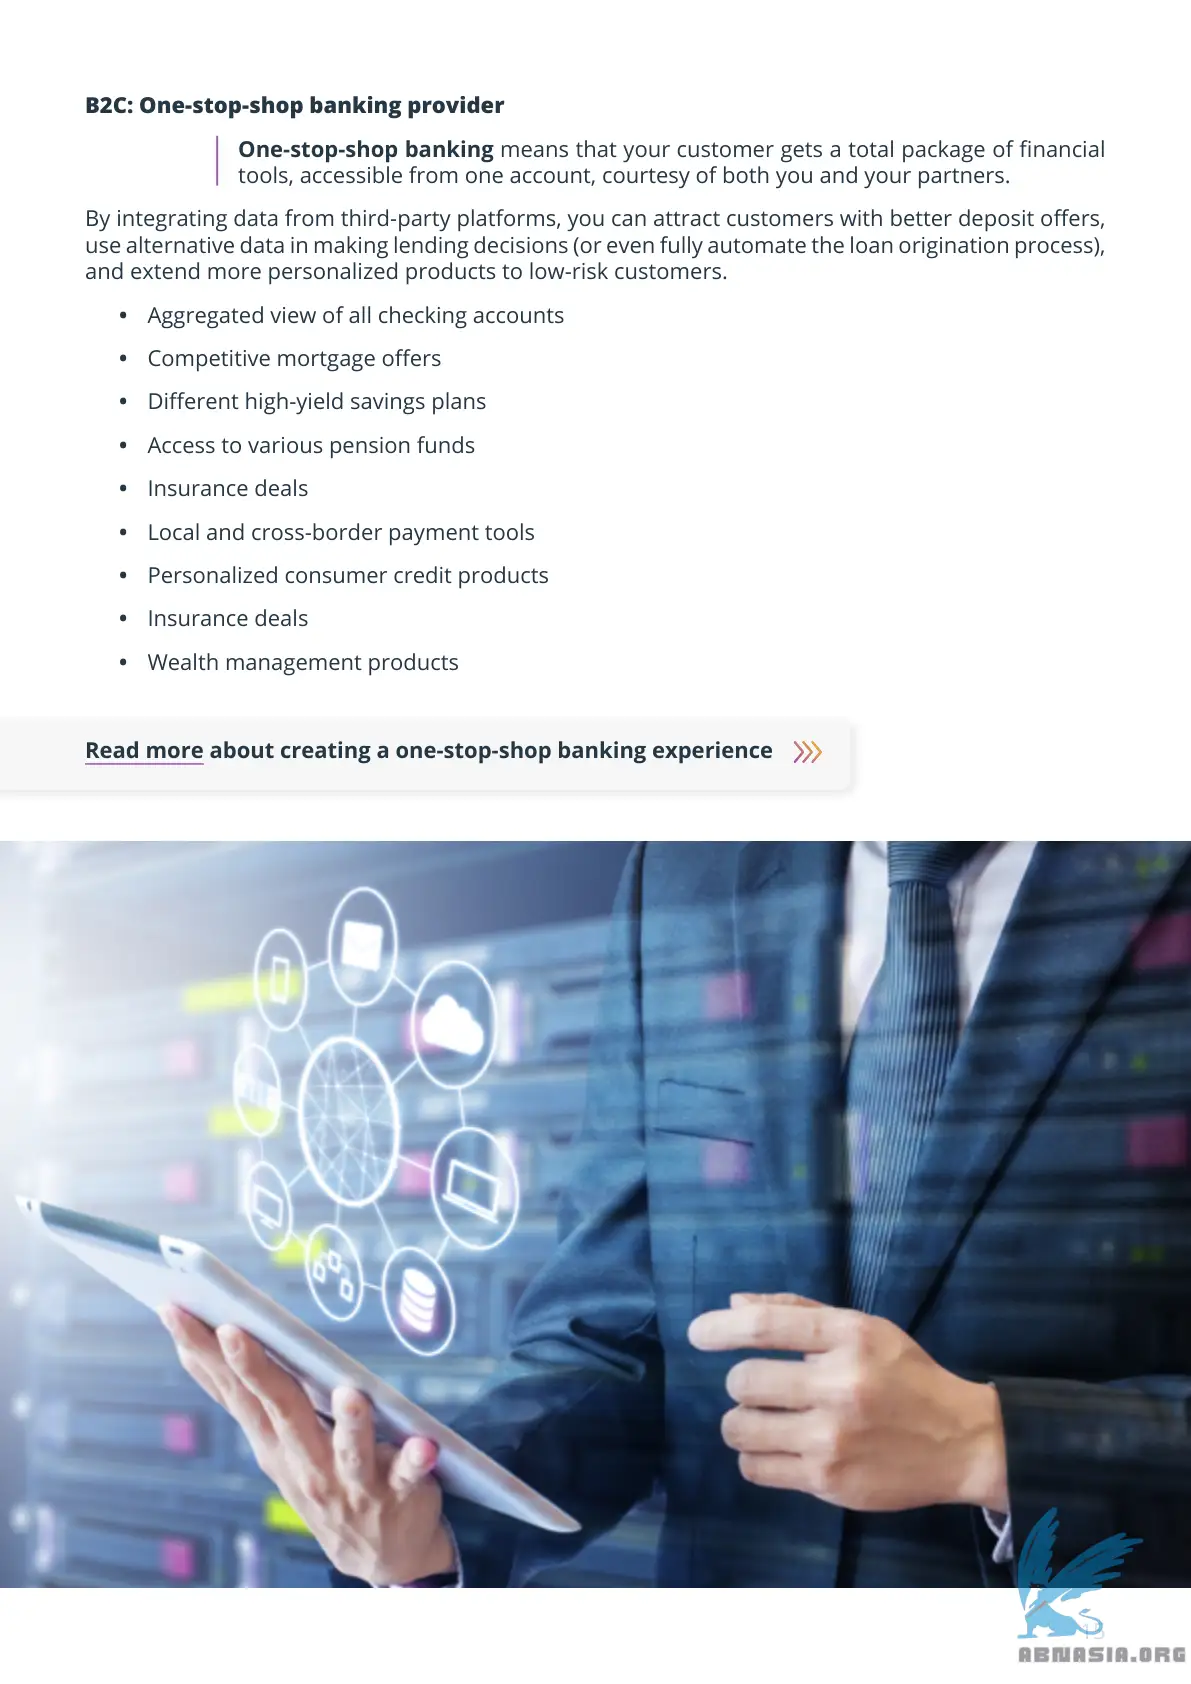 B2C: One-stop-shop banking provider
One-stop-shop banking means that your customer gets a total package of financial
tools, accessible from one account, courtesy of both you and your partners.
By integrating data from third-party platforms, you can attract customers with better deposit offers,
use alternative data in making lending decisions (or even fully automate the loan origination process),
and extend more personalized products to low-risk customers.
• Aggregated view of all checking accounts
• Competitive mortgage offers
• Different high-yield savings plans
• Access to various pension funds
• Insurance deals
• Local and cross-border payment tools
• Personalized consumer credit products
• Insurance deals
• Wealth management products
Read more about creating a one-stop-shop banking experience
15
ABNASIA.ORG